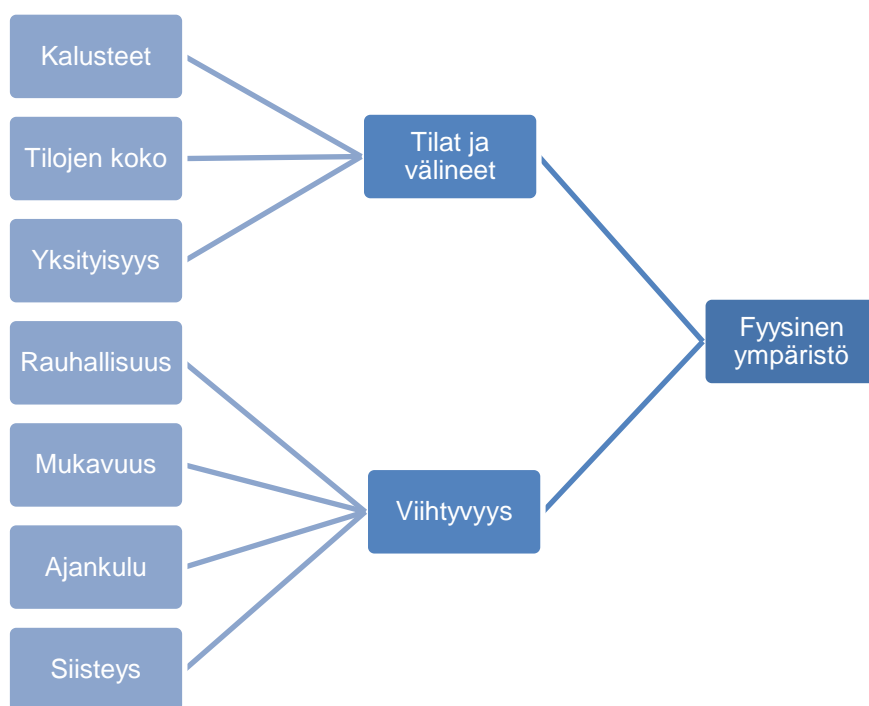 Kalusteet
Tilojen koko
Yksityisyys
Rauhallisuus
Mukavuus
Ajankulu
Siisteys
Tilat ja
välineet
Viihtyvyys
Fyysinen
ympäristö